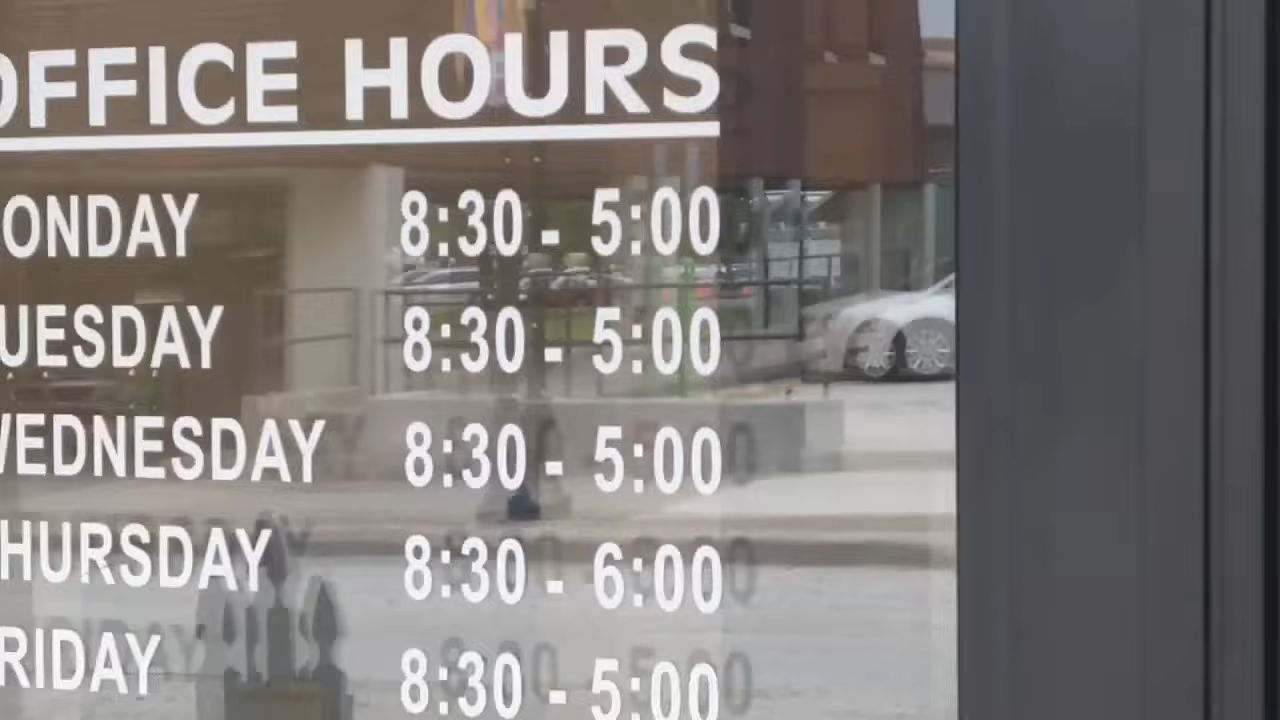 OFFICE HOURS
ONDAY 8:30 - 5:00
UESDAY 8:30 - 5:00
WEDNESDAY 8:30 - 5:00
HURSDAY 8:30 - 6:00
RIDAY 8:30 - 5:00